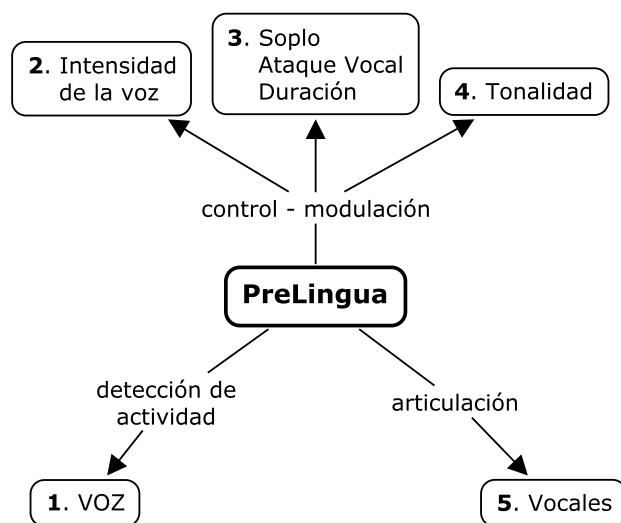 3. Soplo
Ataque Vocal
Duración
2. Intensidad
de la voz
4. Tonalidad
control - modulación
PreLingua
detección de
actividad
articulación
1. VOZ
5. Vocales